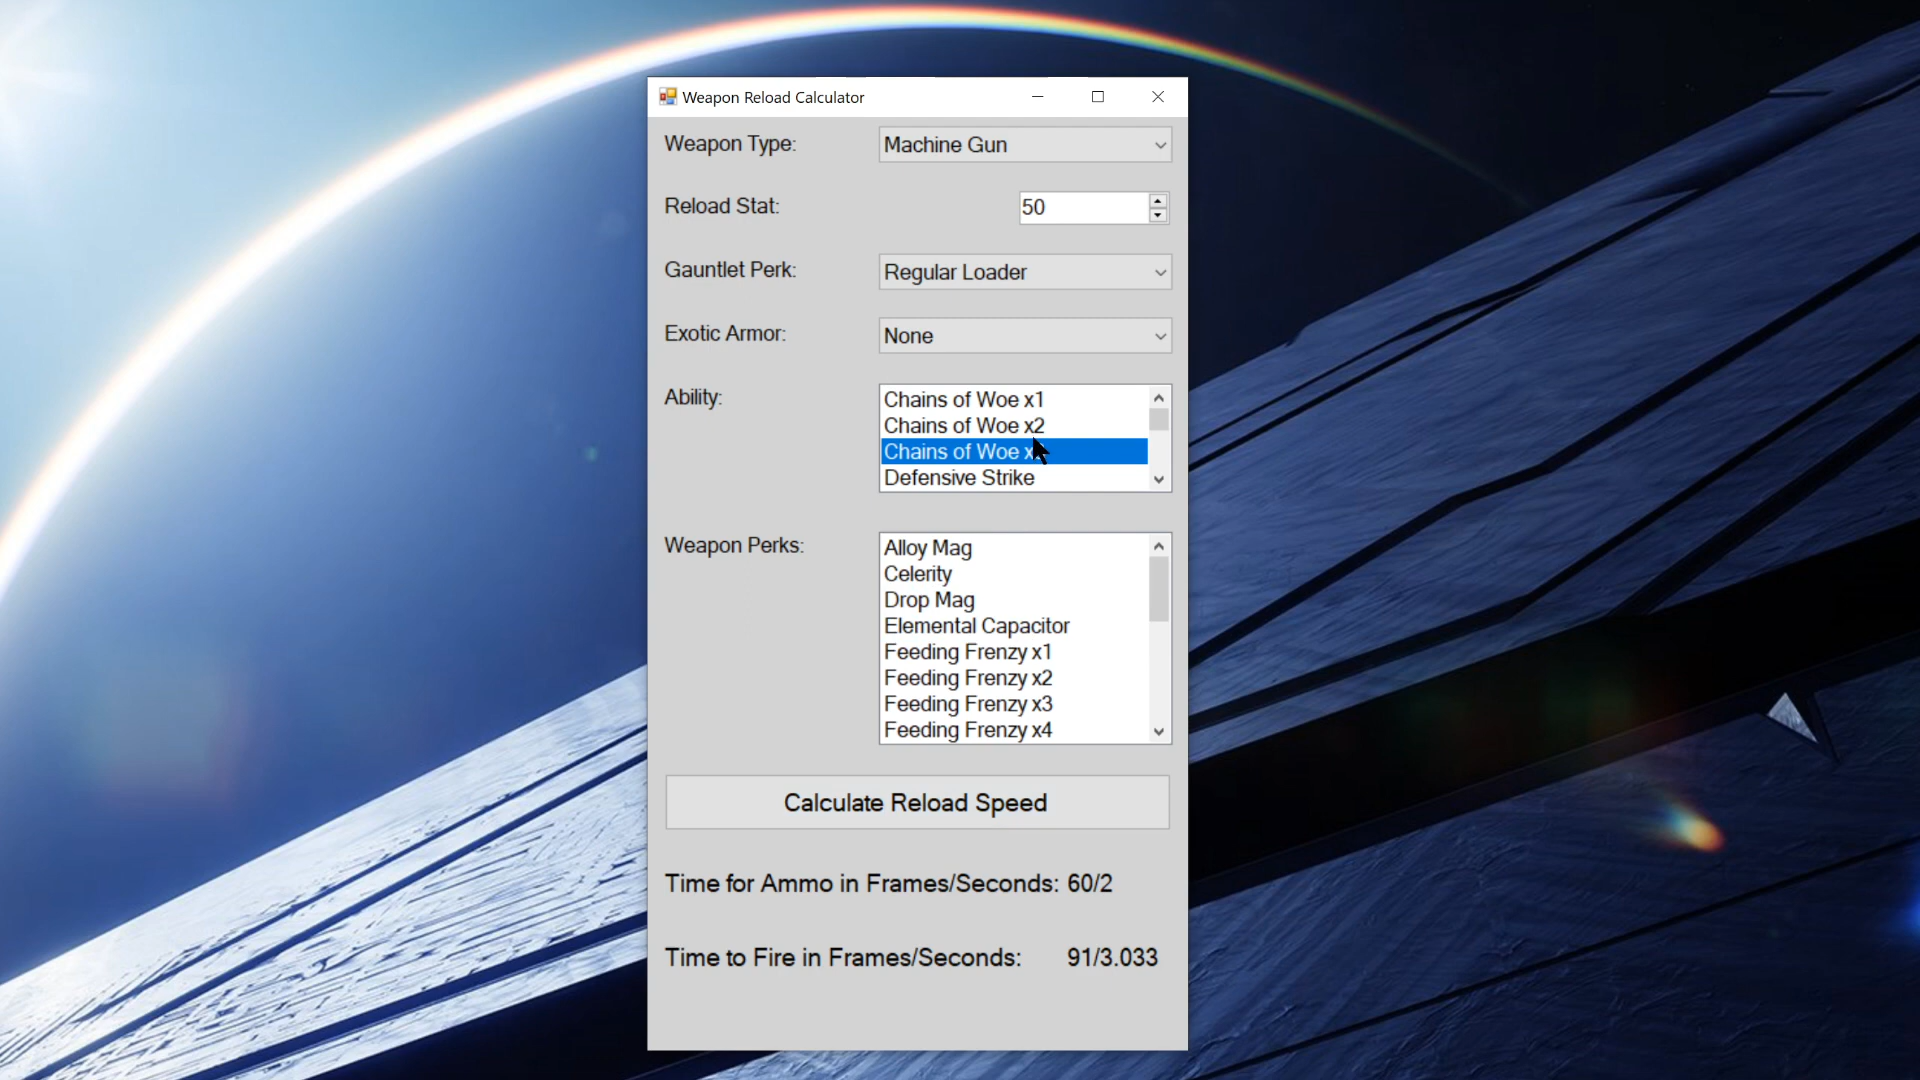 Weapon Reload Calculator
Weapon Type: Machine Gun
Reload Stat: 50
Gauntlet Perk: Regular Loader
Exotic Armor: None
Ability: Chains of Woe x1
Chains of Woe x2
Chains of Woe
Defensive Strike
Weapon Perks: Alloy Mag
Celerity
Drop Mag
Elemental Capacitor
Feeding Frenzy x1
Feeding Frenzy x2
Feeding Frenzy x3
Feeding Frenzy x4
Calculate Reload Speed
Time for Ammo in Frames/Seconds: 60/2
Time to Fire in Frames/Seconds: 91/3.033